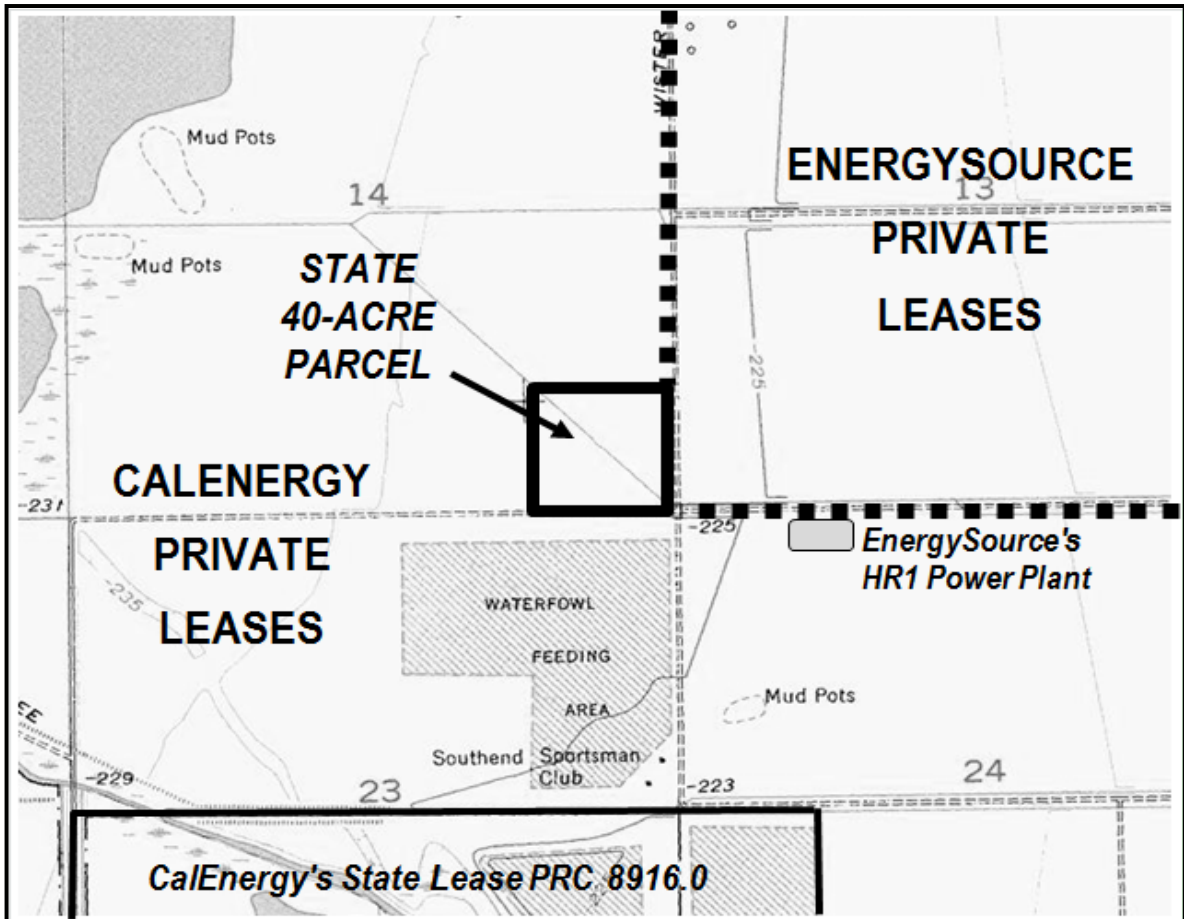 WISTER
Mud Pots
ENERGYSOURCE
14
13
PRIVATE
Mud Pots
STATE
LEASES
40-ACRE
PARCEL
-225
CALENERGY
-231
-225
PRIVATE
EnergySource's
HR1 Power Plant
-235
WATERFOWL
LEASES
FEEDING
Mud Pots
AREA
Southend Sportsman
Club
-229
23
-223
24
CalEnergy's State Lease PRC 8916.0